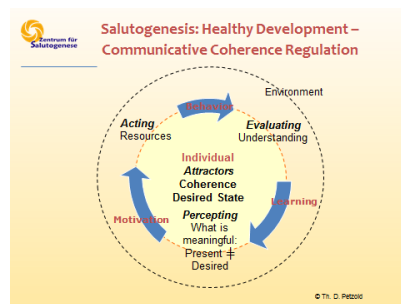 Zentrum für
Salutogenese
Salutogenesis: Healthy Development –
Communicative Coherence Regulation
Environment
Behavior
Acting
Resources
Evaluating
Understanding
Individual
Attractors
Coherence
Desired State
Motivation
Learning
Percepting
What is
meaningful:
Present ╪
Desired
© Th. D. Petzold